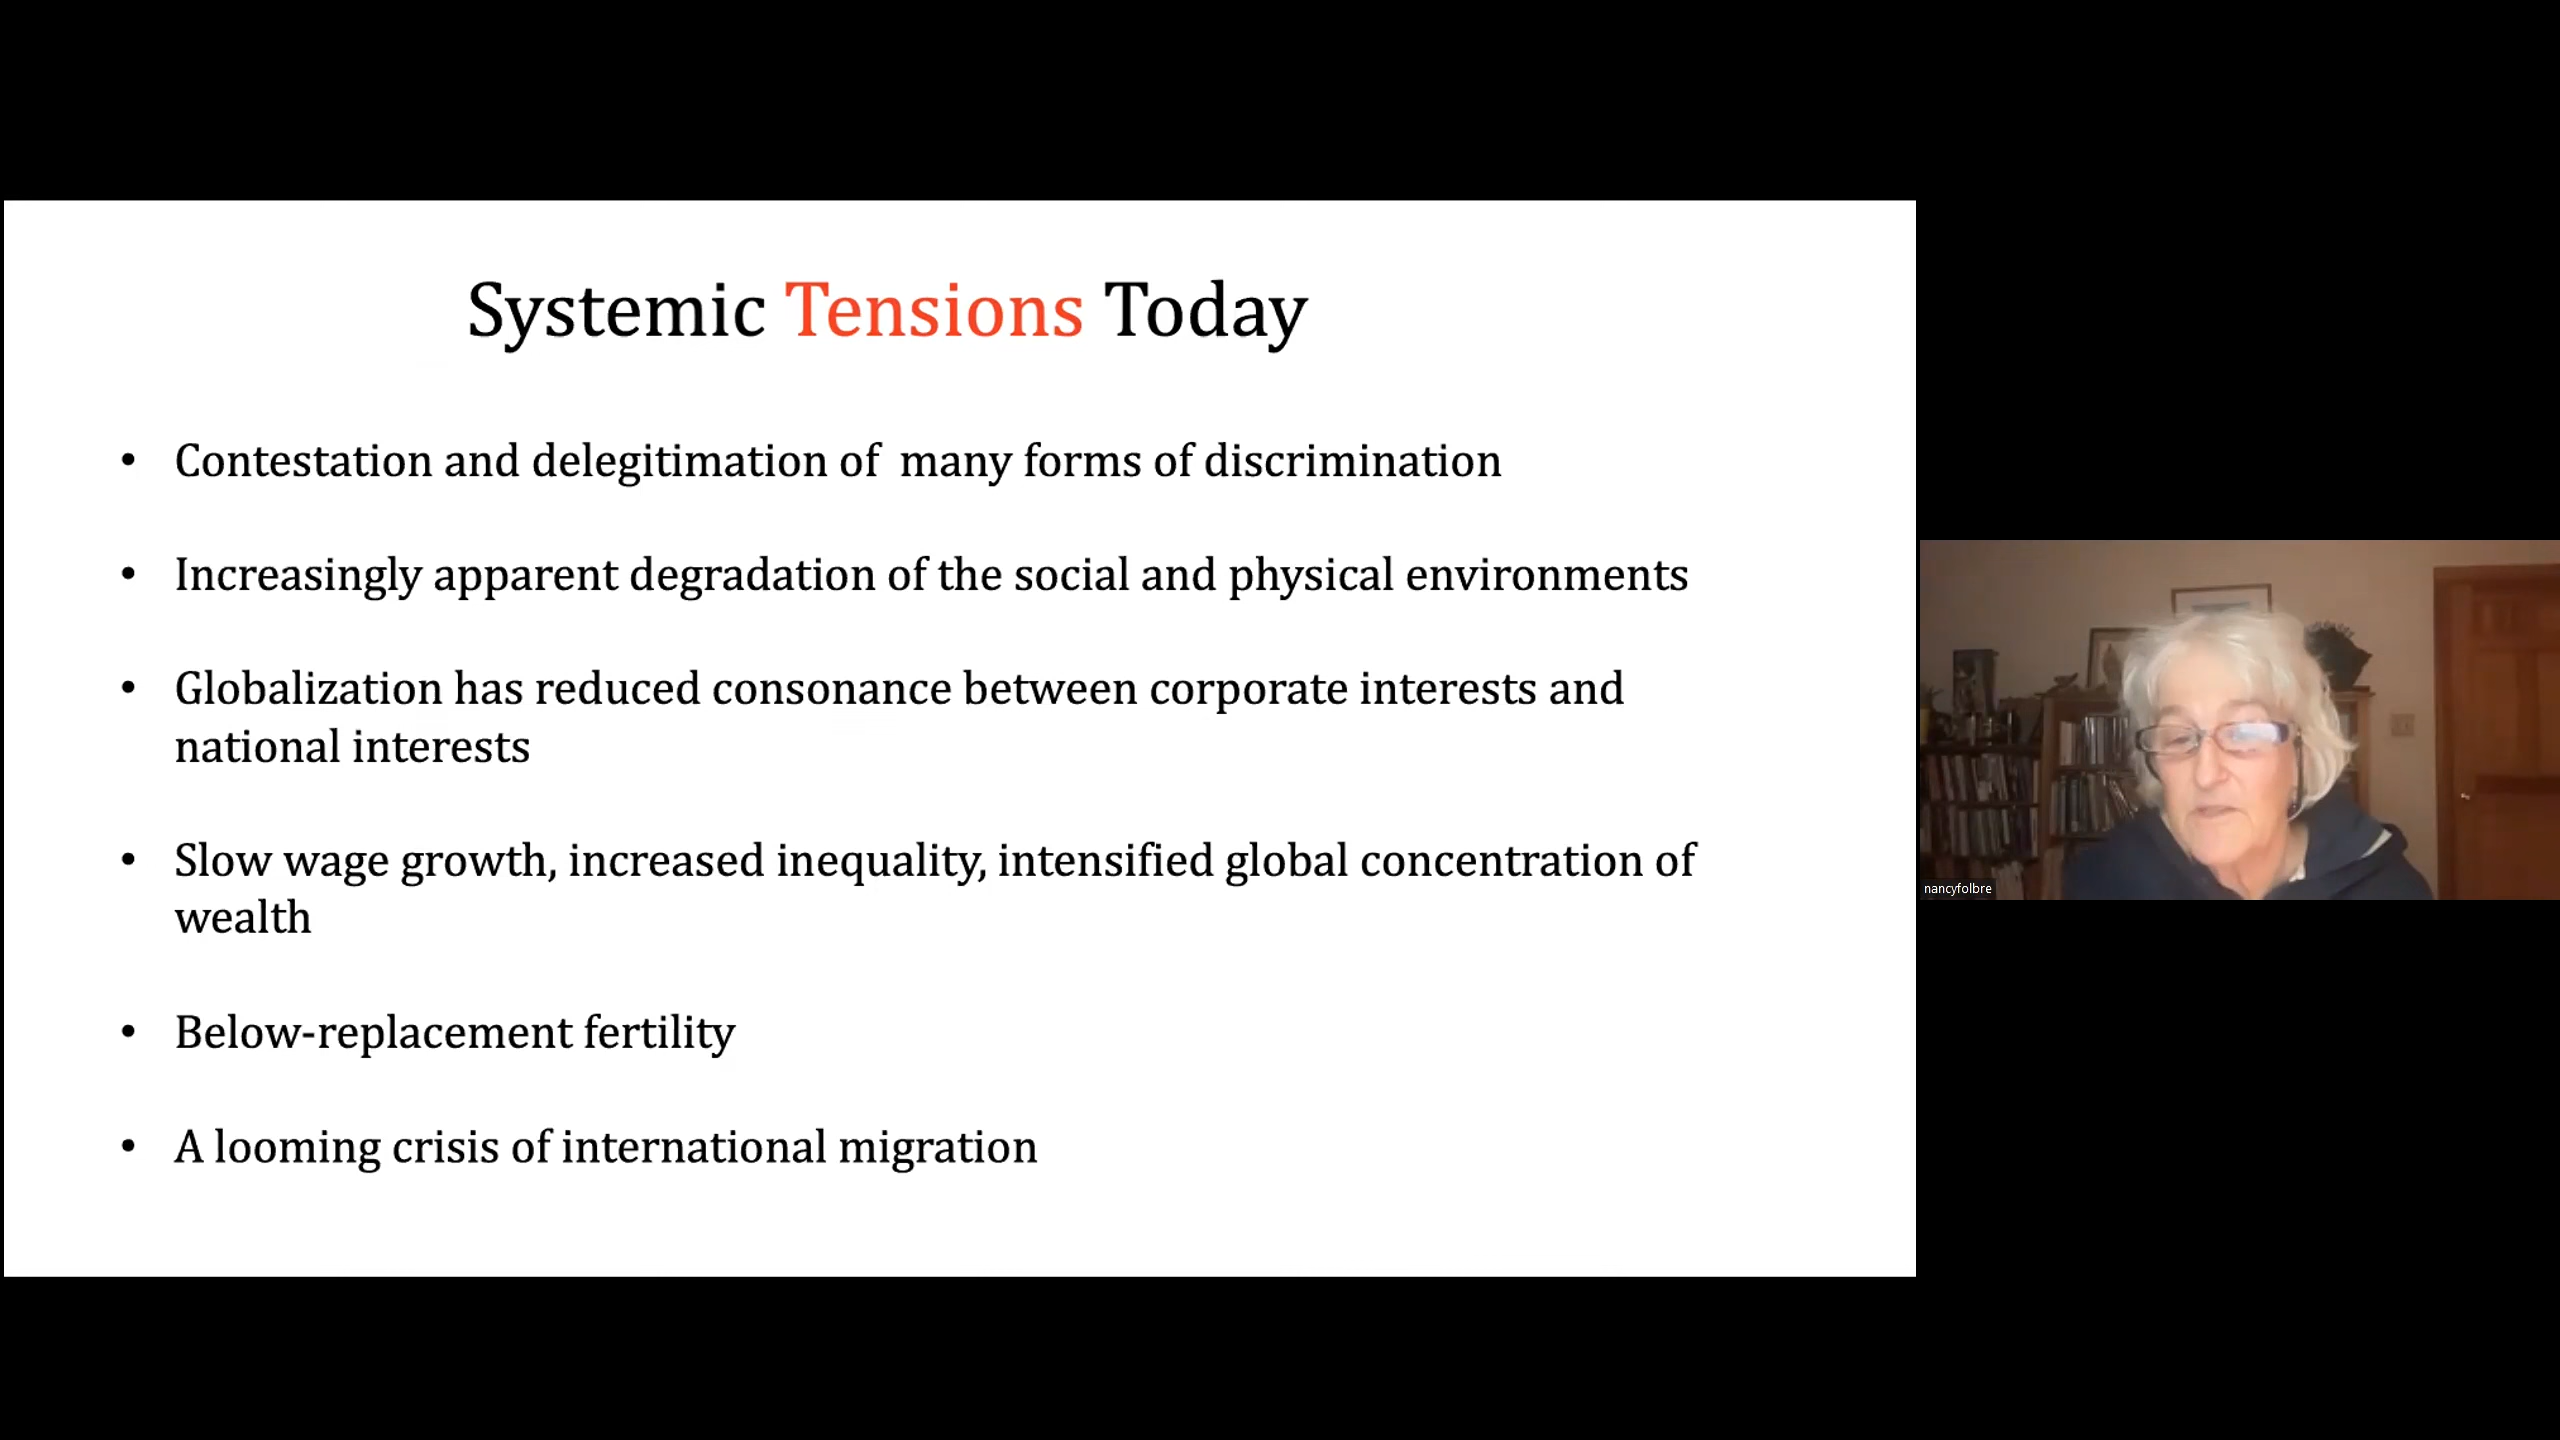 Systemic Tensions Today
• Contestation and delegitimation of  many forms of discrimination
• Increasingly apparent degradation of the social and physical environments
• Globalization has reduced consonance between corporate interests and
national interests
• Slow wage growth, increased inequality, intensified global concentration of
wealth
• Below-replacement fertility
• A looming crisis of international migration
nancyfolbre